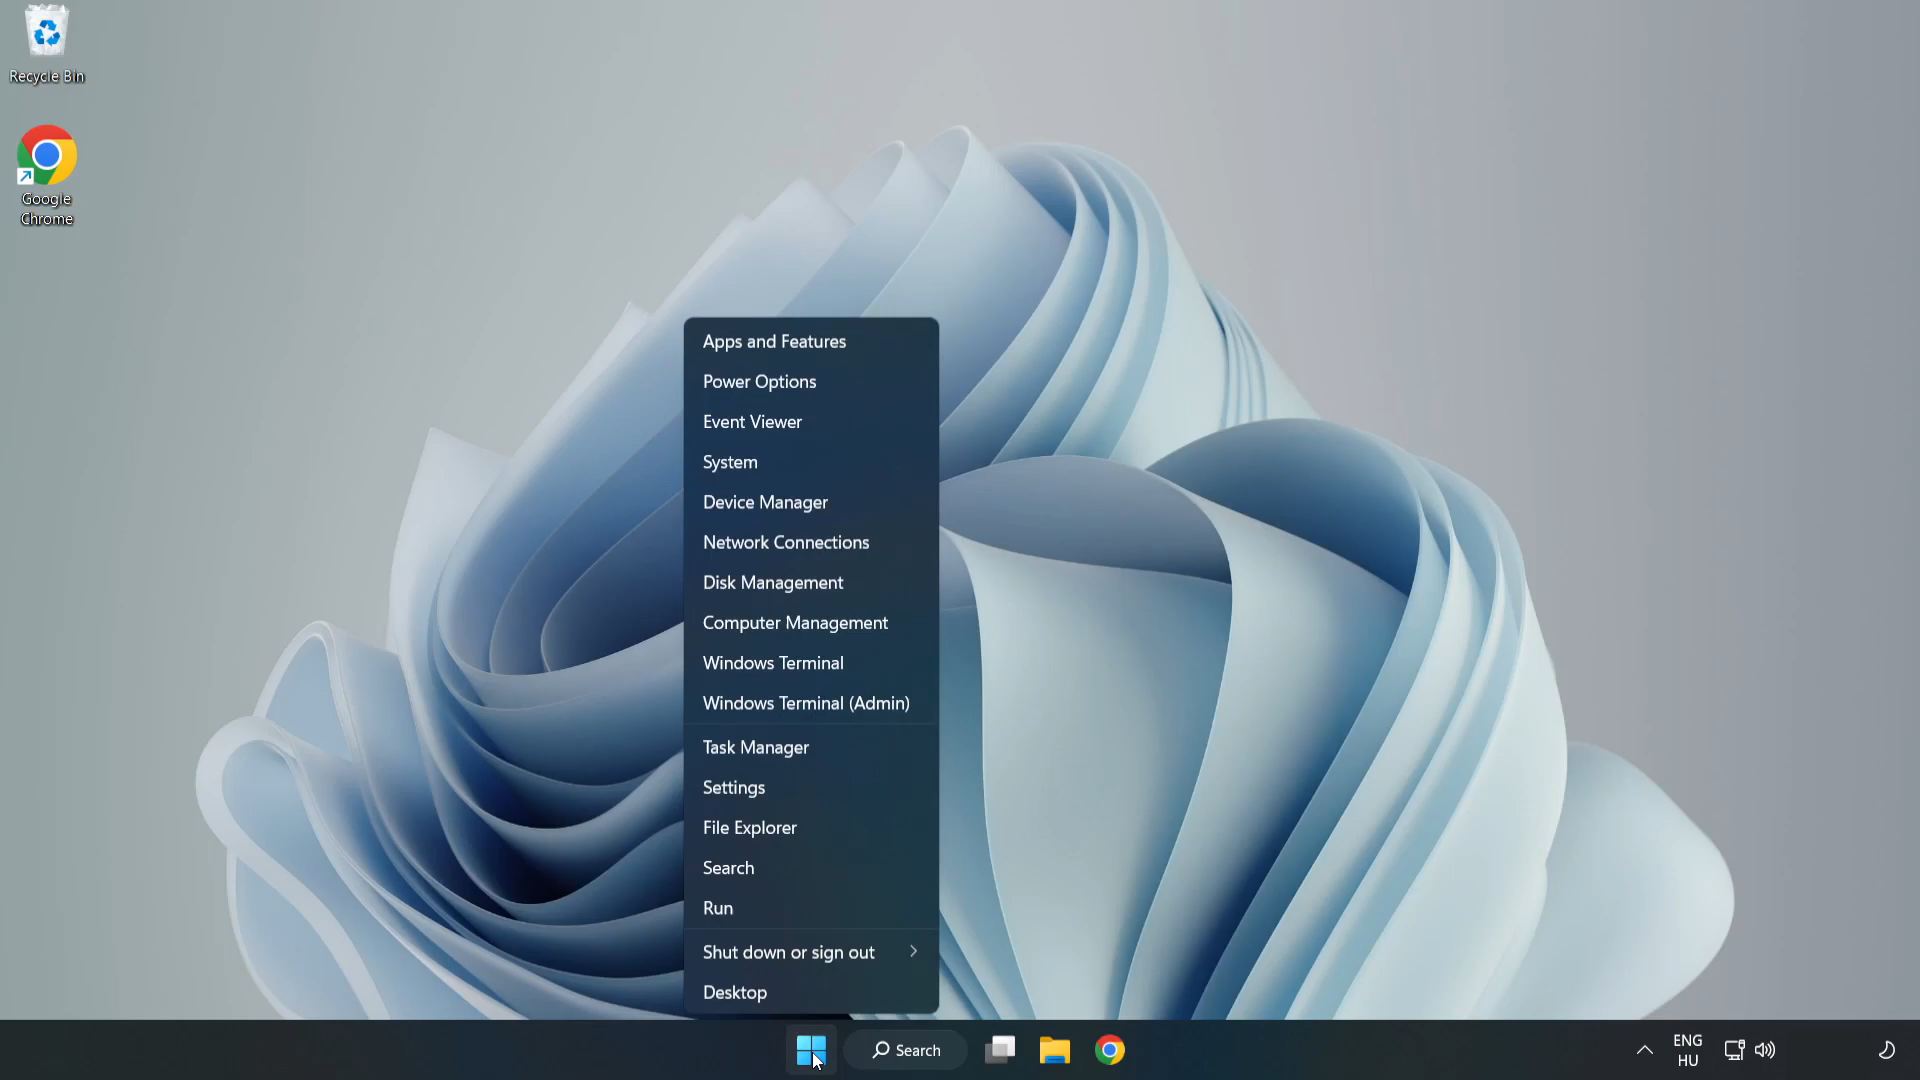 Recycle Bin
Google
Chrome
Apps and Features
Power Options
Event Viewer
System
Device Manager
Network Connections
Disk Management
Computer Management
Windows Terminal
Windows Terminal (Admin)
Task Manager
Settings
File Explorer
Search
Run
Shut down or sign out
Desktop
Search
ENG
HU